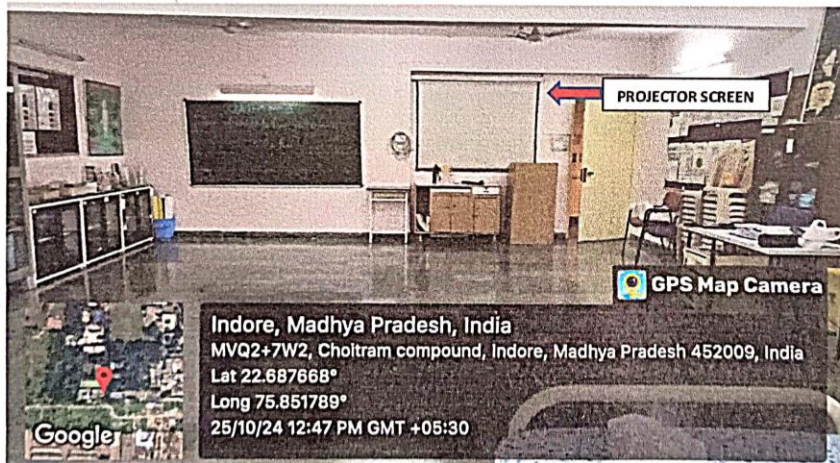 PROJECTOR SCREEN
GPS Map Camera
Indore, Madhya Pradesh, India
MVQ2+7W2, Choitram compound, Indore, Madhya Pradesh 452009, India
Lat 22.687668°
Long 75.851789°
25/10/24 12:47 PM GMT +05:30
Google